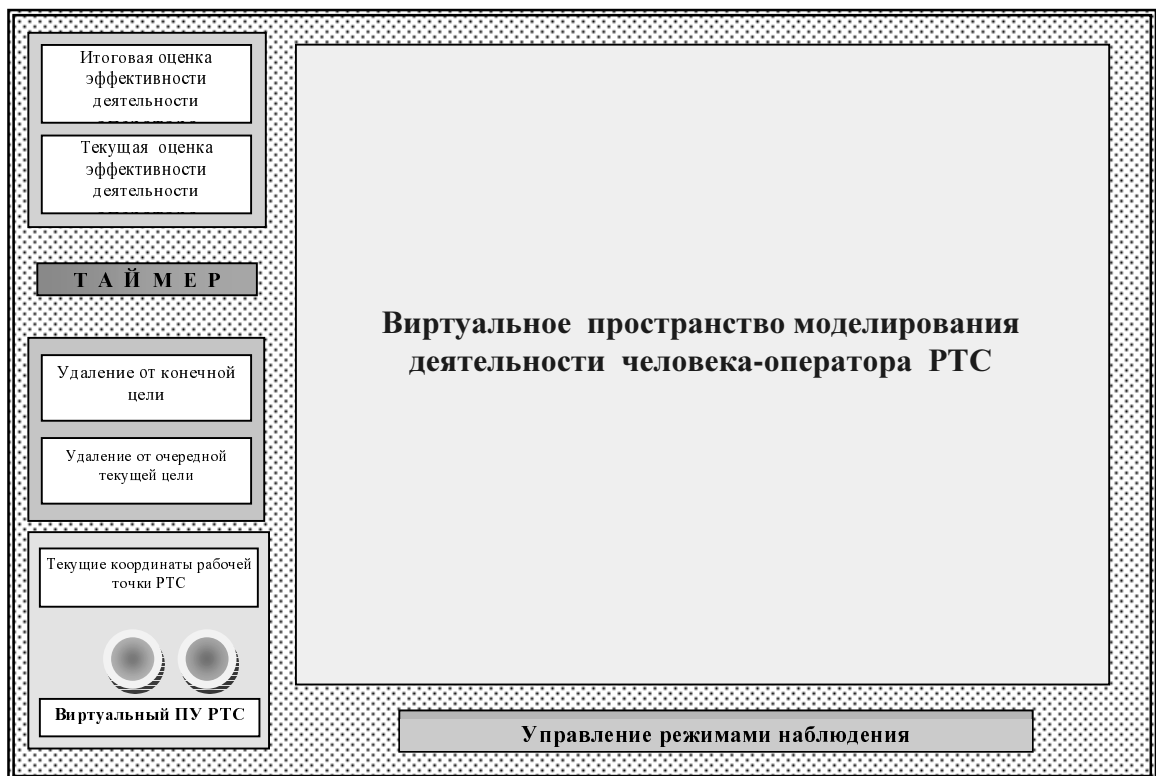 Итоговая оценка
эффективности
деятельности
Текущая оценка
эффективности
деятельности
Т А Й М Е Р
Удаление от конечной
цели
Удаление от очередной
текущей цели
Текущие координаты рабочей
точки РТС
Виртуальный ПУ РТС
Виртуальное пространство моделирования
деятельности человека-оператора РТС
Управление режимами наблюдения